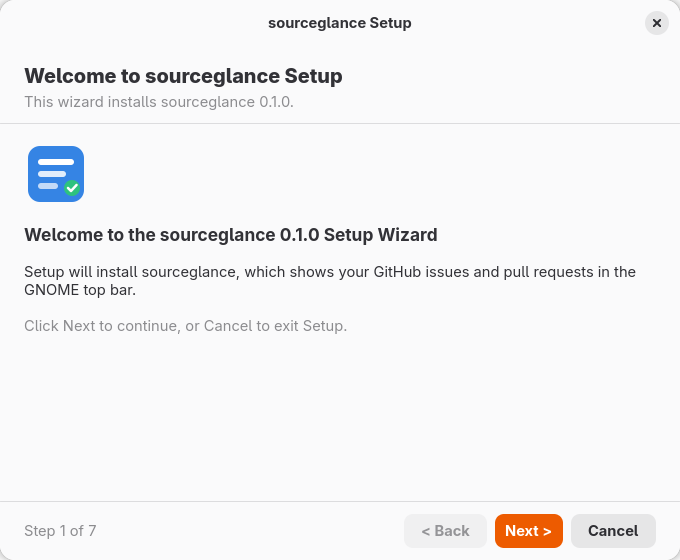 sourceglance Setup
Welcome to sourceglance Setup
This wizard installs sourceglance 0.1.0.
Welcome to the sourceglance 0.1.0 Setup Wizard
Setup will install sourceglance, which shows your GitHub issues and pull requests in the
GNOME top bar.
Click Next to continue, or Cancel to exit Setup.
Step 1 of 7
< Back
Next >
Cancel